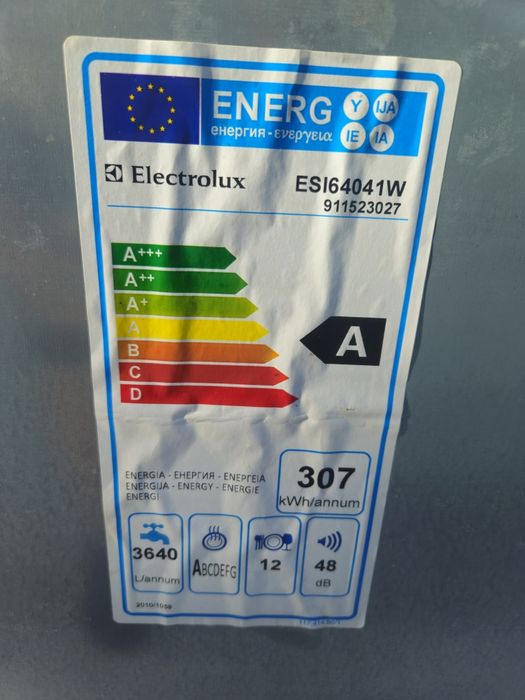 ENERG Y IJA
енергия · ενεργεια IE IA
Electrolux ESI64041W
911523027
A+++
A++
A+
A
B
C
D
A
ENERGIA - ЕНЕРГИЯ - ΕΝΕΡΓΕΙΑ
ENERGIJA - ENERGY - ENERGIE
ENERGI
307
kWh/annum
3640
L/annum
ABCDEFG
12
48
dB
2010/1059